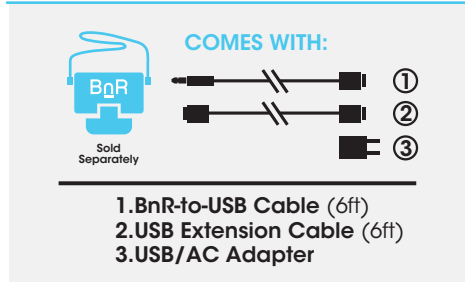 COMES WITH:
BnR
Sold
Separately
1
2
3
1.BnR-to-USB Cable (6ft)
2.USB Extension Cable (6ft)
3.USB/AC Adapter